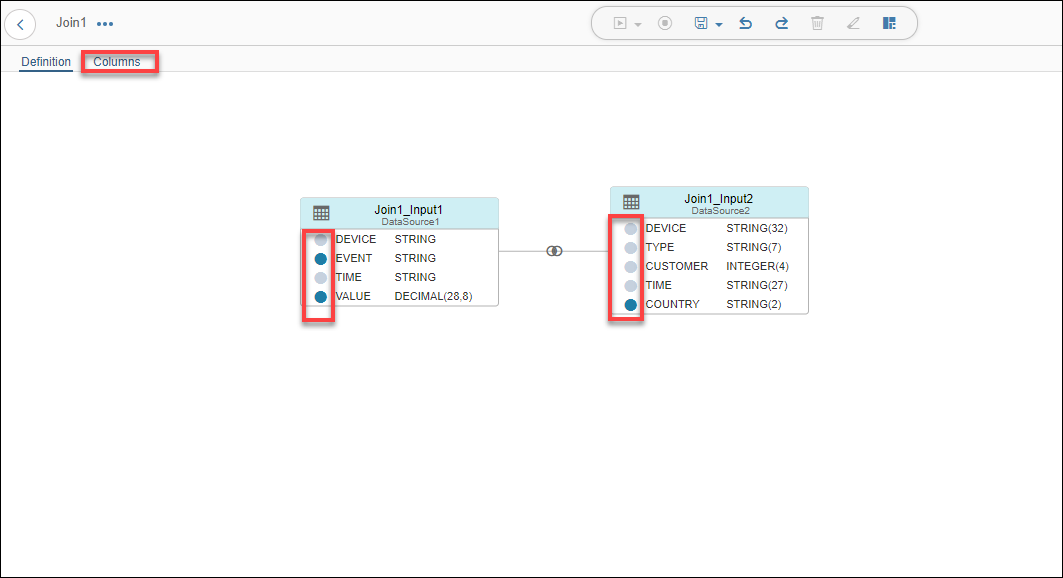 Join1
Definition Columns
Join1_Input1
DataSource1
DEVICE STRING
EVENT STRING
TIME STRING
VALUE DECIMAL(28,8)
Join1_Input2
DataSource2
DEVICE STRING(32)
TYPE STRING(7)
CUSTOMER INTEGER(4)
TIME STRING(27)
COUNTRY STRING(2)